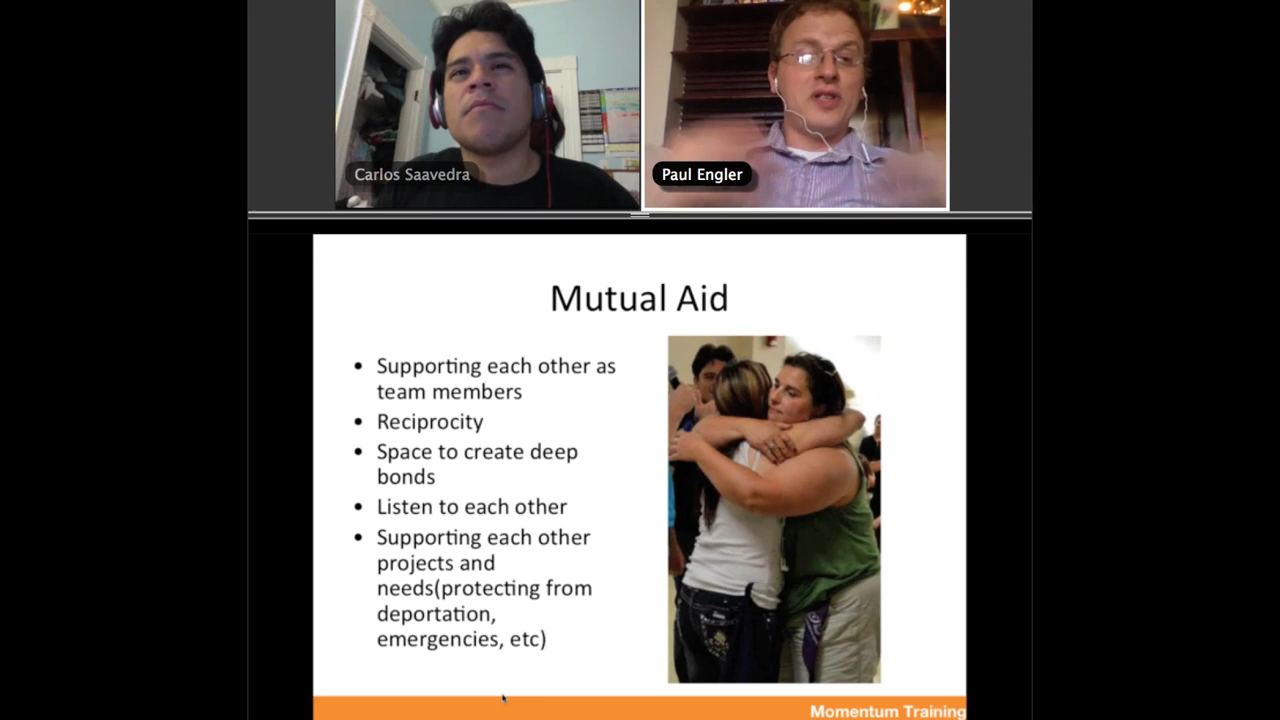 Carlos Saavedra
Paul Engler
Mutual Aid
• Supporting each other as
team members
• Reciprocity
• Space to create deep
bonds
• Listen to each other
• Supporting each other
projects and
needs(protecting from
deportation,
emergencies, etc)
Momentum Training